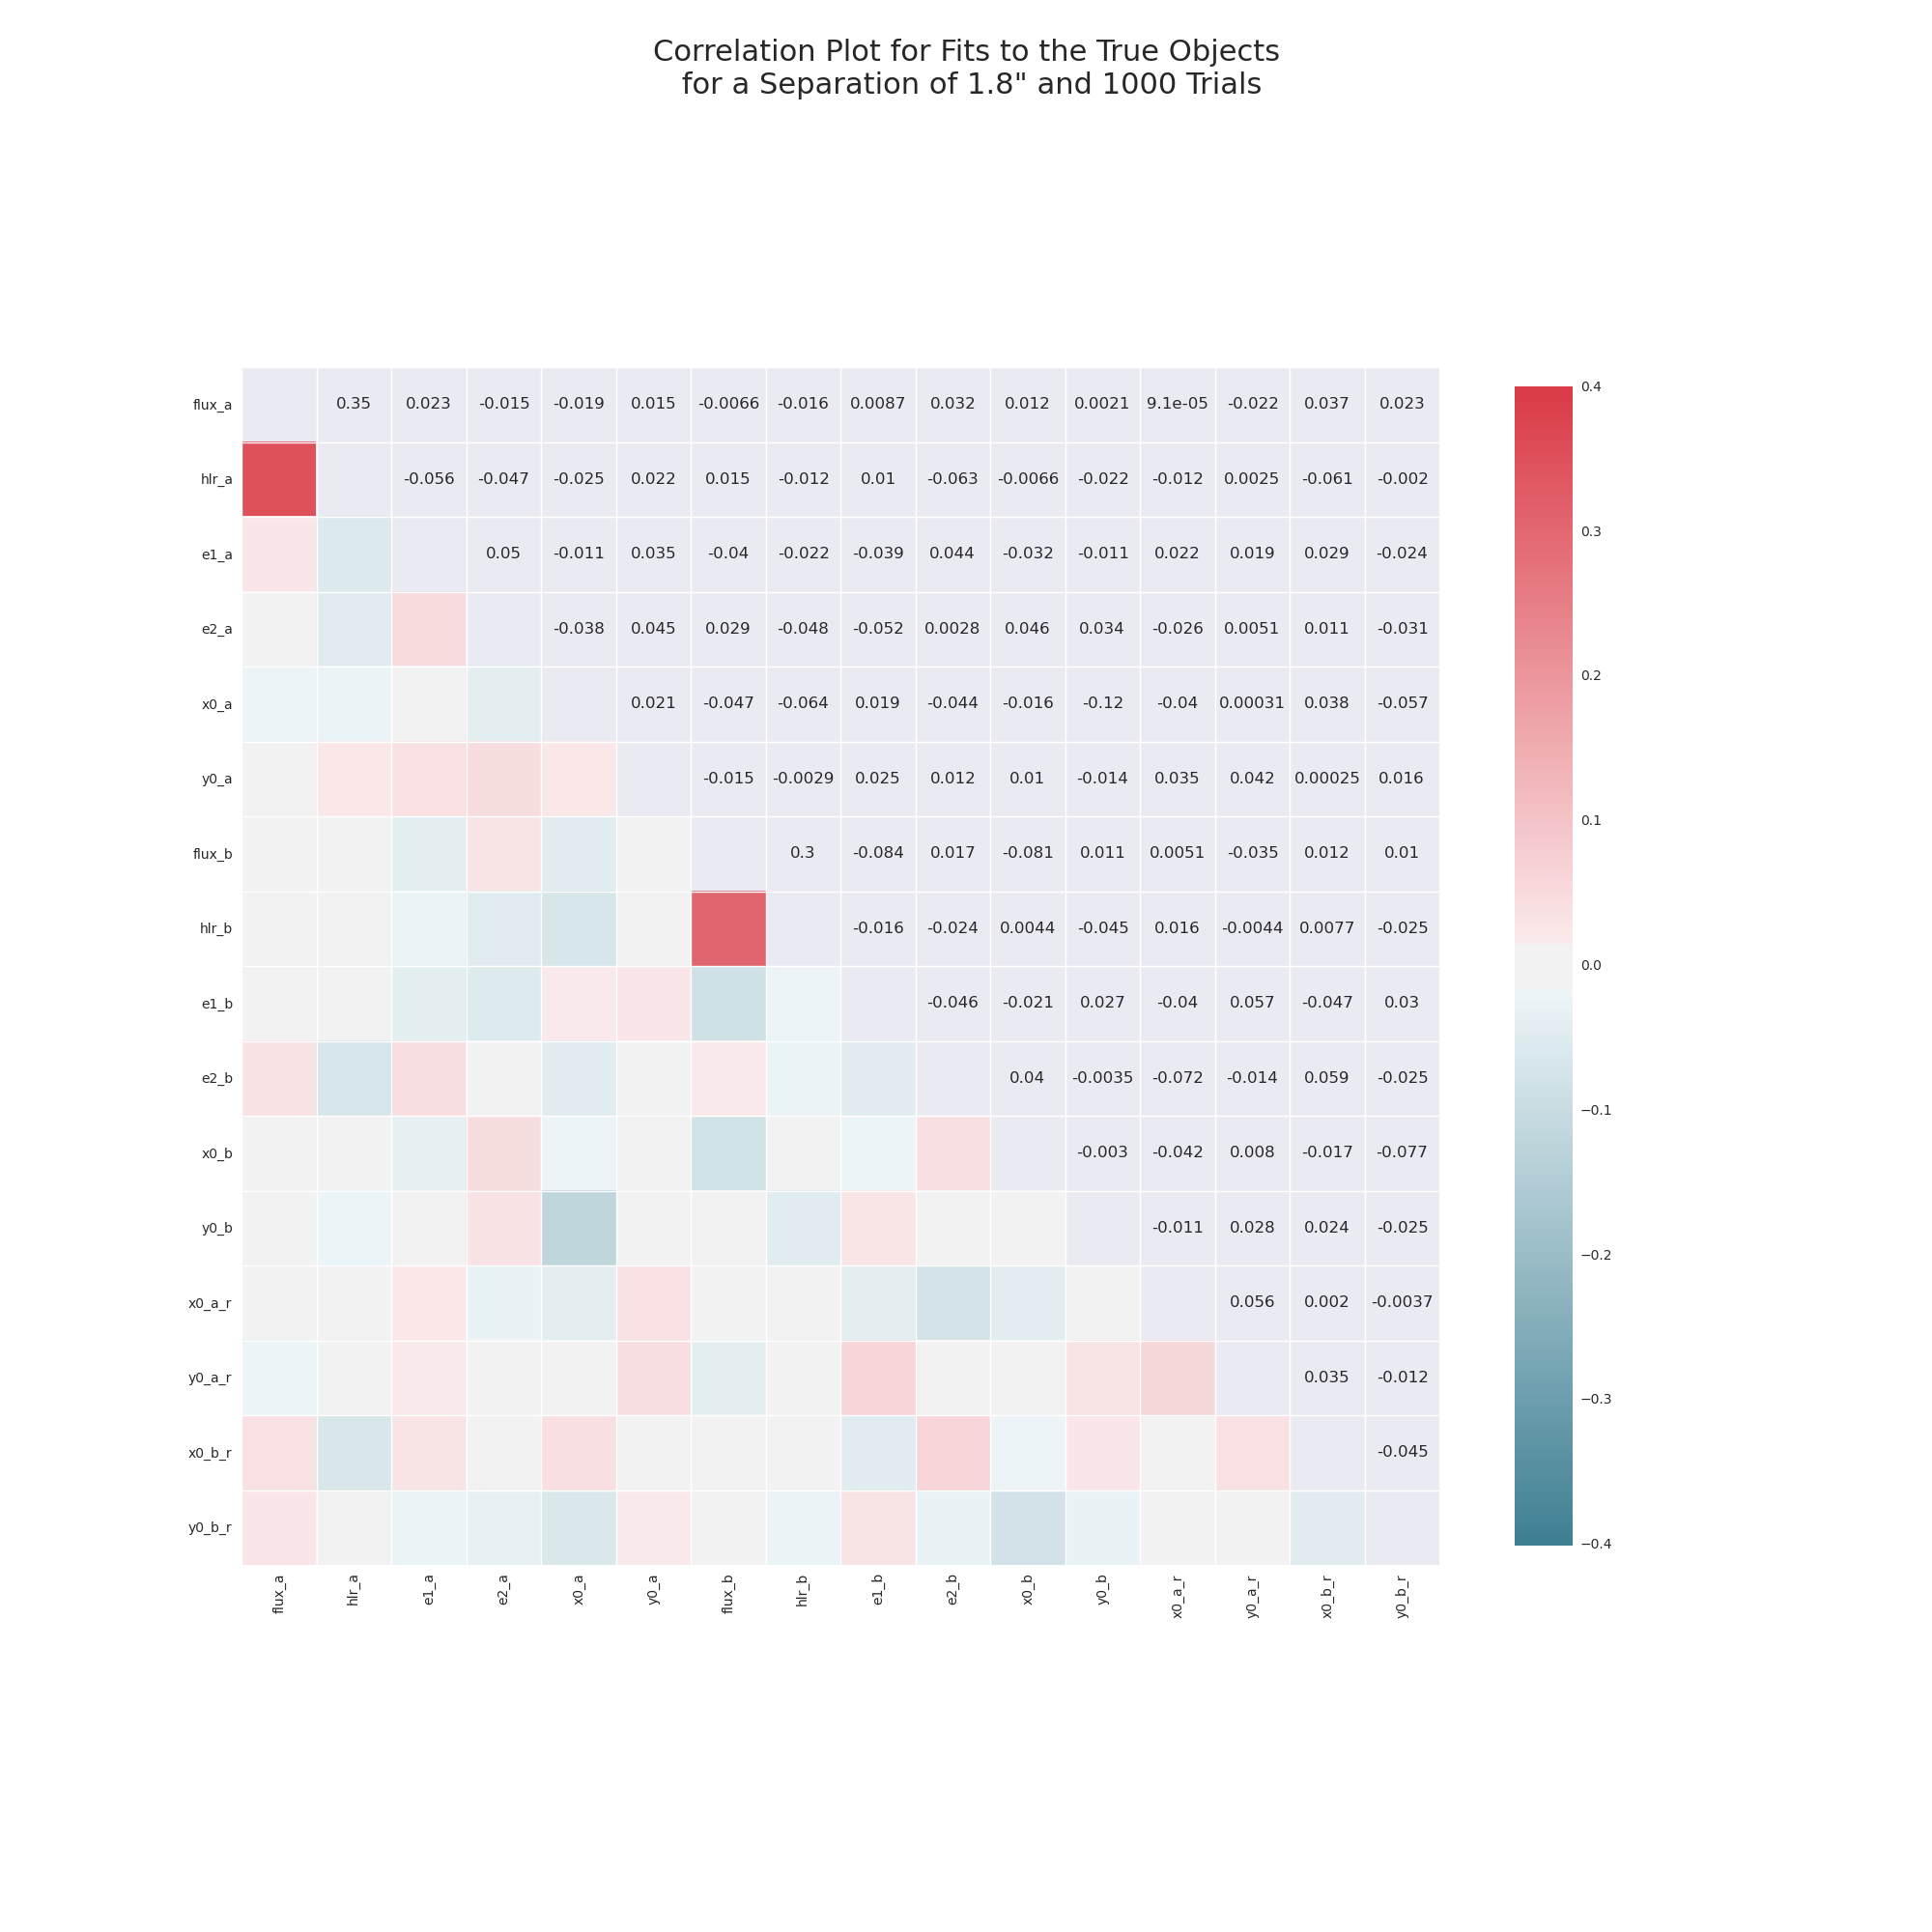 Correlation Plot for Fits to the True Objects
for a Separation of 1.8" and 1000 Trials
flux_a 0.35 0.023 -0.015 -0.019 0.015 -0.0066 -0.016 0.0087 0.032 0.012 0.0021 9.1e-05 -0.022 0.037 0.023
hlr_a -0.056 -0.047 -0.025 0.022 0.015 -0.012 0.01 -0.063 -0.0066 -0.022 -0.012 0.0025 -0.061 -0.002
e1_a 0.05 -0.011 0.035 -0.04 -0.022 -0.039 0.044 -0.032 -0.011 0.022 0.019 0.029 -0.024
e2_a -0.038 0.045 0.029 -0.048 -0.052 0.0028 0.046 0.034 -0.026 0.0051 0.011 -0.031
x0_a 0.021 -0.047 -0.064 0.019 -0.044 -0.016 -0.12 -0.04 0.00031 0.038 -0.057
y0_a -0.015 -0.0029 0.025 0.012 0.01 -0.014 0.035 0.042 0.00025 0.016
flux_b 0.3 -0.084 0.017 -0.081 0.011 0.0051 -0.035 0.012 0.01
hlr_b -0.016 -0.024 0.0044 -0.045 0.016 -0.0044 0.0077 -0.025
e1_b -0.046 -0.021 0.027 -0.04 0.057 -0.047 0.03
e2_b 0.04 -0.0035 -0.072 -0.014 0.059 -0.025
x0_b -0.003 -0.042 0.008 -0.017 -0.077
y0_b -0.011 0.028 0.024 -0.025
x0_a_r 0.056 0.002 -0.0037
y0_a_r 0.035 -0.012
x0_b_r -0.045
y0_b_r
flux_a hlr_a e1_a e2_a x0_a y0_a flux_b hlr_b e1_b e2_b x0_b y0_b x0_a_r y0_a_r x0_b_r y0_b_r
0.4
0.3
0.2
0.1
0.0
−0.1
−0.2
−0.3
−0.4